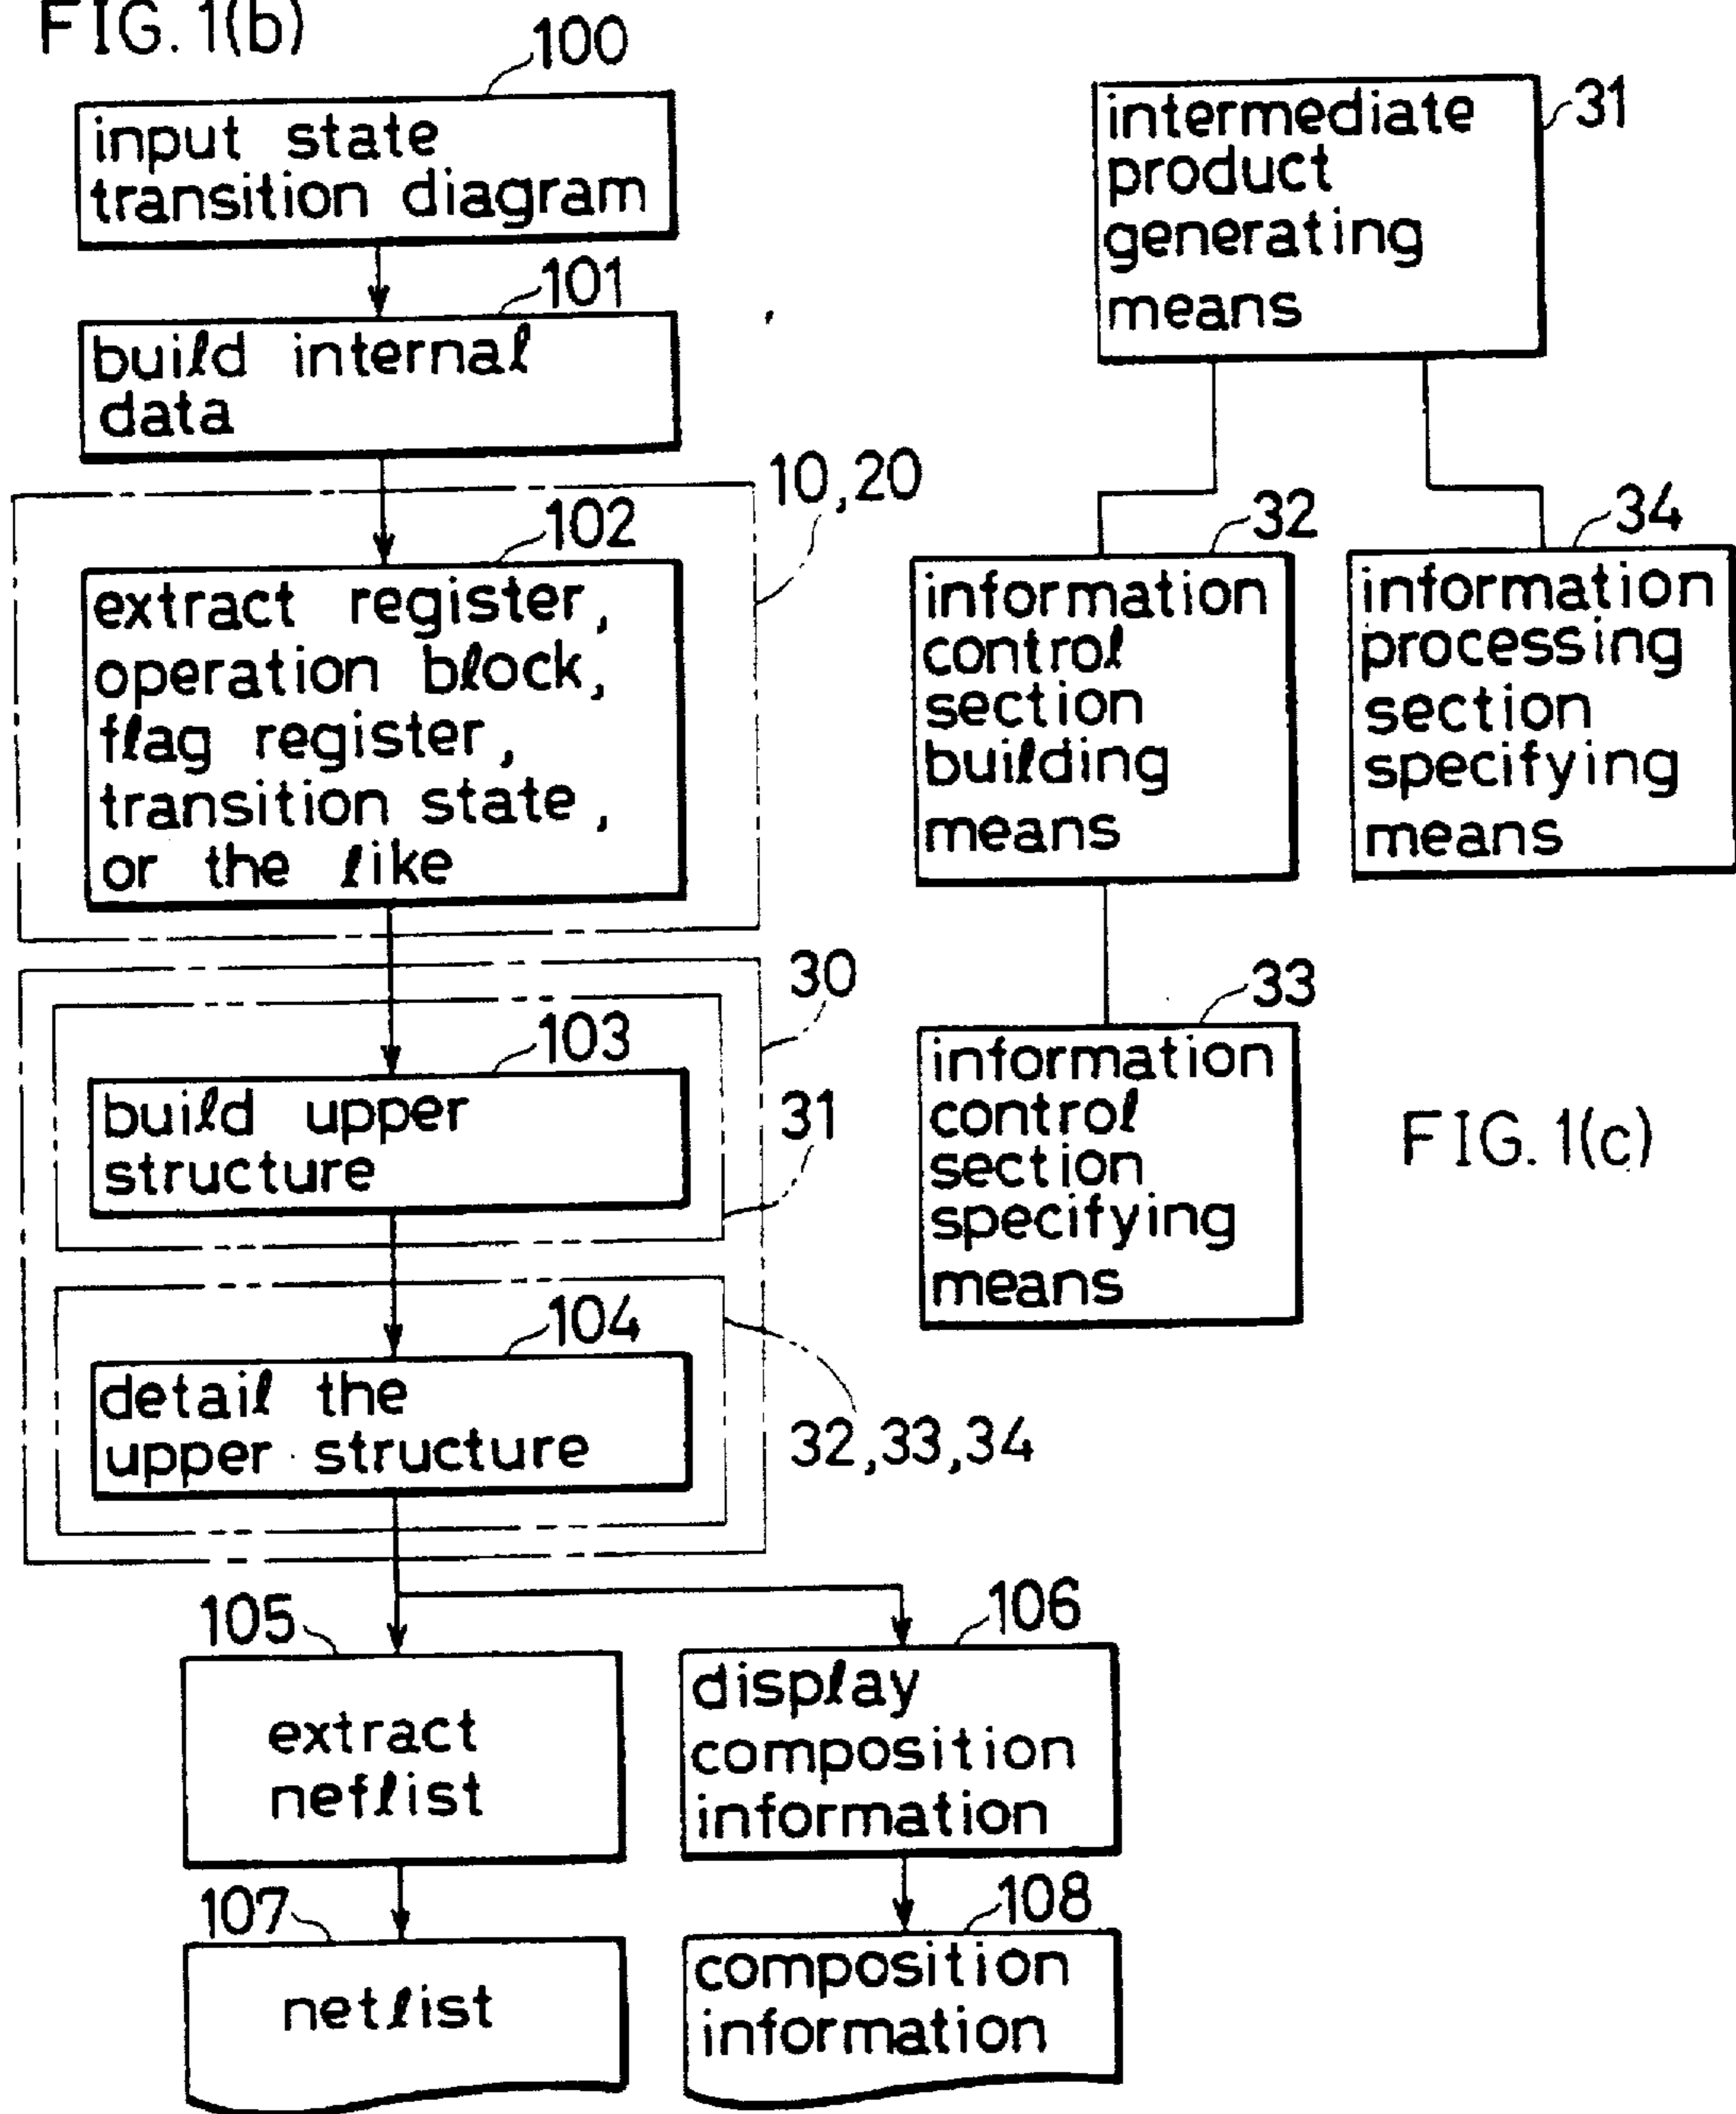 FIG. 1(b)
100
input state
transition diagram
101
build internal
data
10,20
102
extract register,
operation block,
flag register,
transition state,
or the like
30
103
build upper
structure
31
104
detail the
upper structure
32,33,34
105
extract
netlist
106
display
composition
information
107
netlist
108
composition
information
31
intermediate
product
generating
means
32
information
control
section
building
means
34
information
processing
section
specifying
means
33
information
control
section
specifying
means
FIG. 1(c)